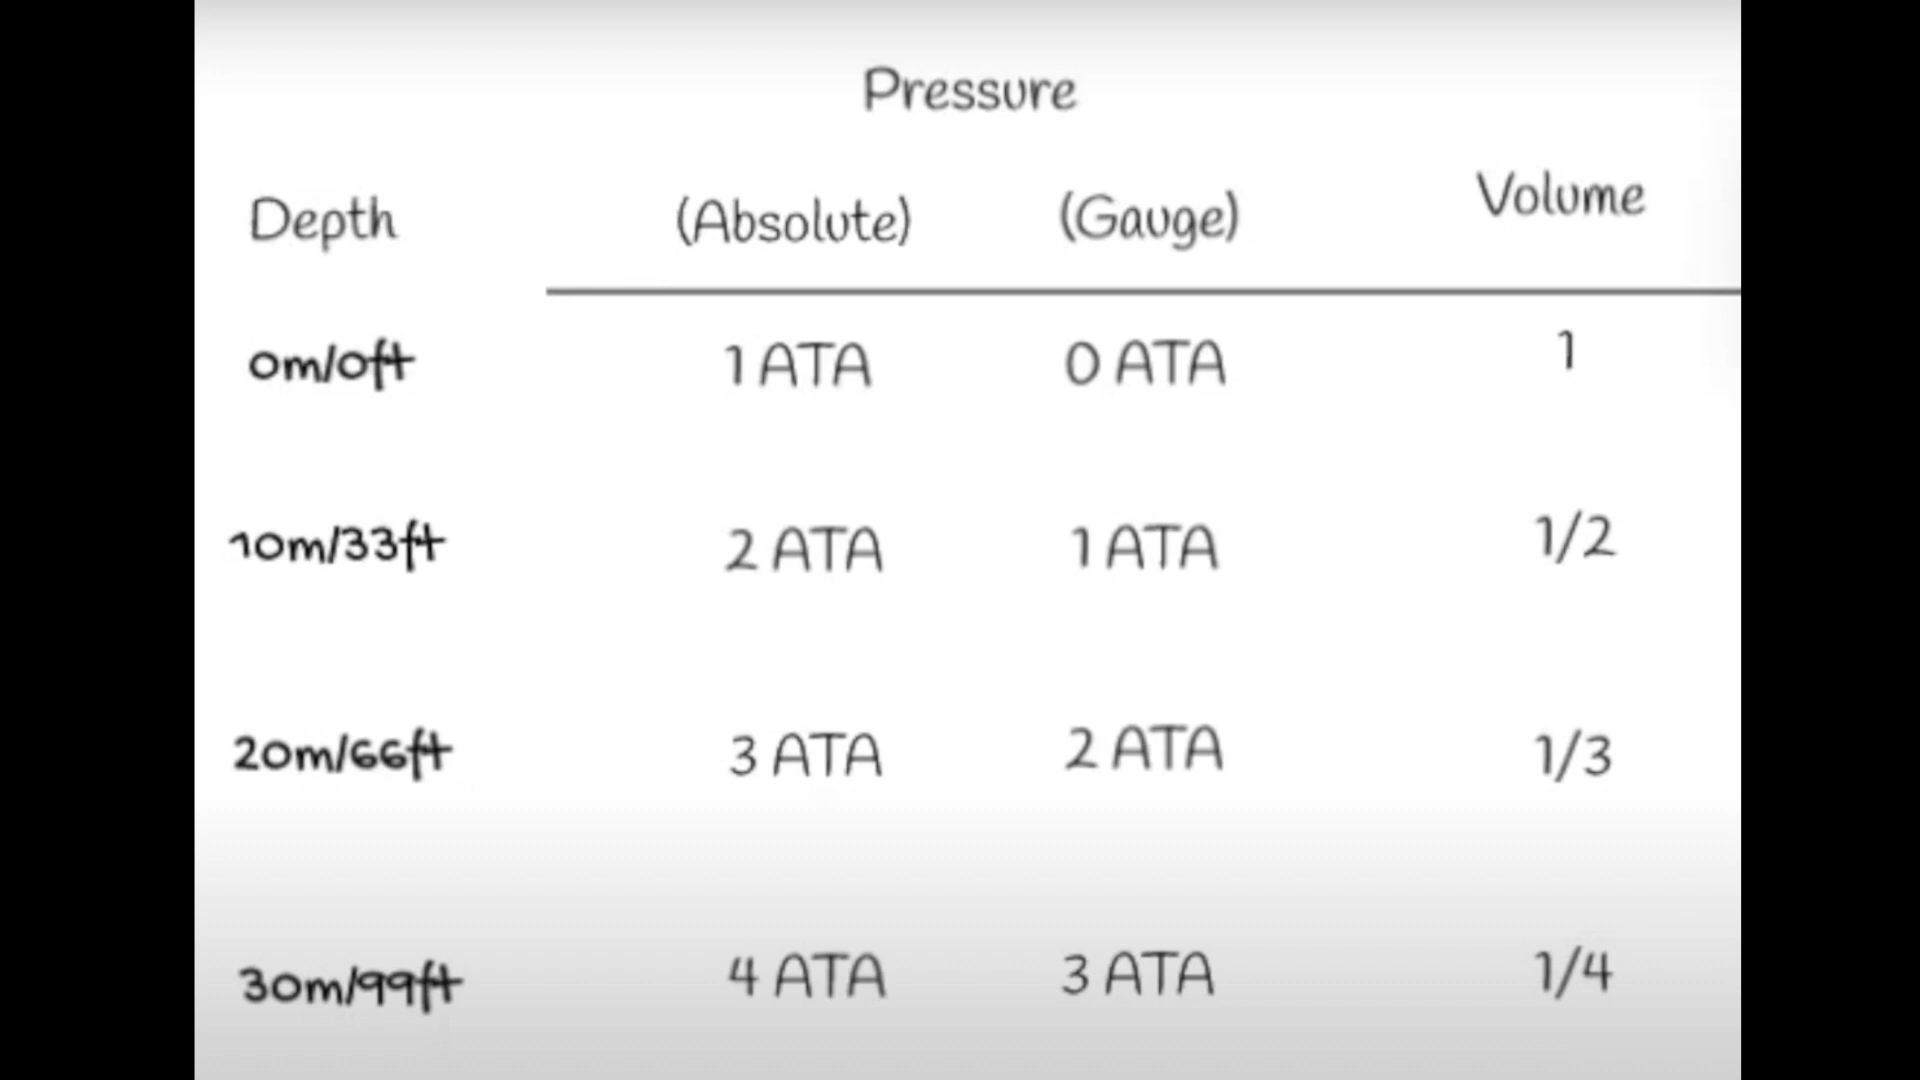 Pressure
Depth (Absolute) (Gauge) Volume
0m/0ft 1 ATA 0 ATA 1
10m/33ft 2 ATA 1 ATA 1/2
20m/66ft 3 ATA 2 ATA 1/3
30m/99ft 4 ATA 3 ATA 1/4